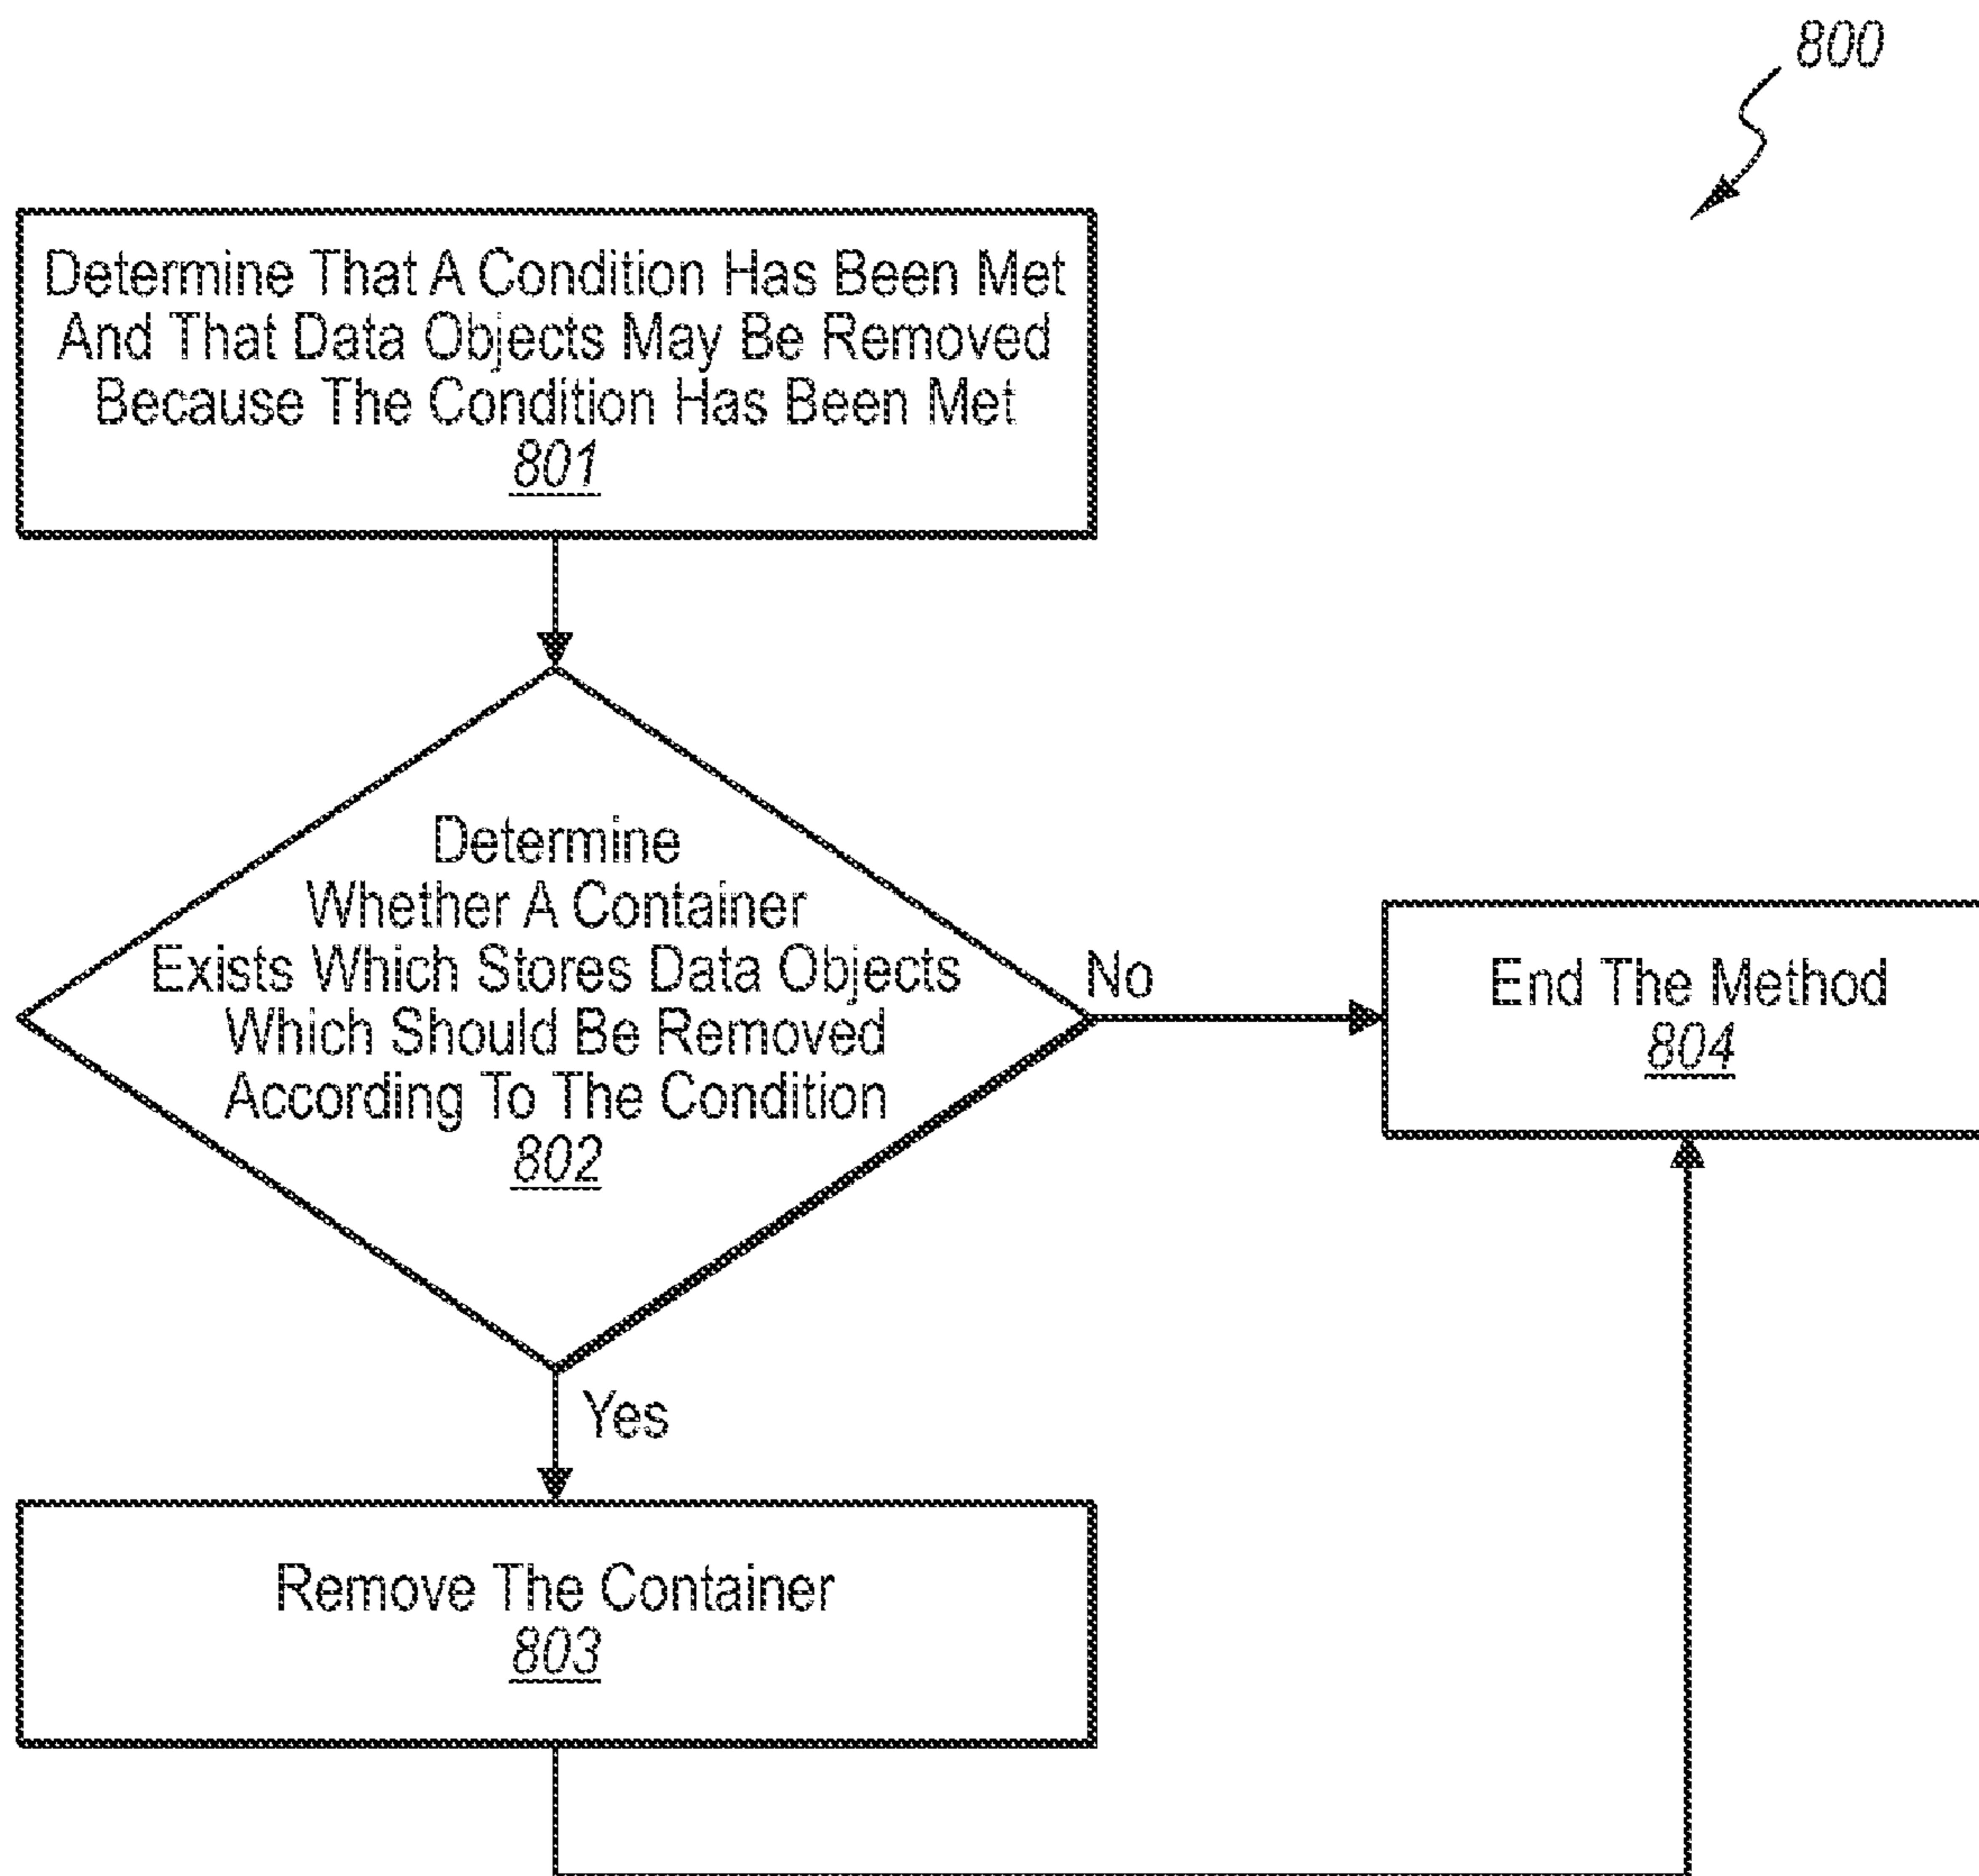 800
Determine That A Condition Has Been Met
And That Data Objects May Be Removed
Because The Condition Has Been Met
801
Determine
Whether A Container
Exists Which Stores Data Objects
Which Should Be Removed
According To The Condition
802
No
End The Method
804
Yes
Remove The Container
803